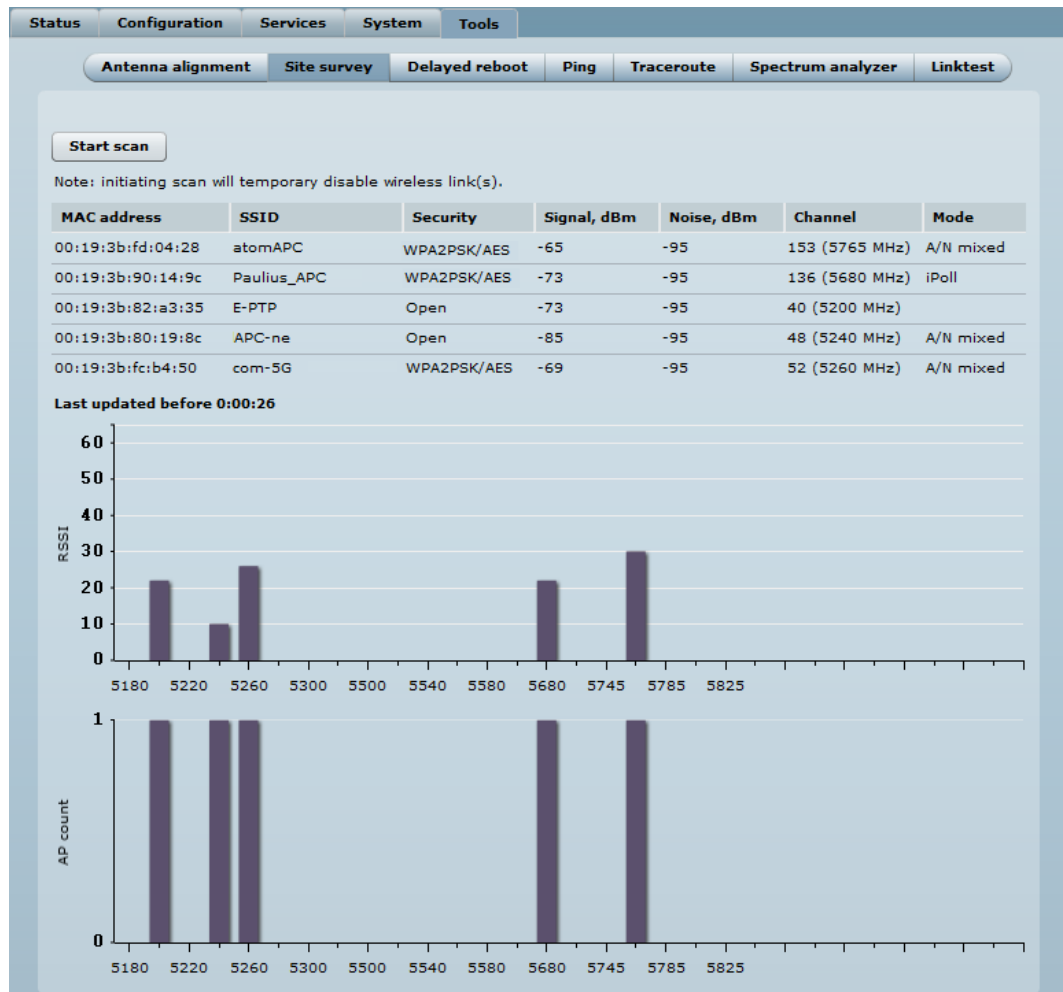 Status Configuration Services System Tools
Antenna alignment Site survey Delayed reboot Ping Traceroute Spectrum analyzer Linktest
Start scan
Note: initiating scan will temporary disable wireless link(s).
MAC address SSID Security Signal, dBm Noise, dBm Channel Mode
00:19:3b:fd:04:28 atomAPC WPA2PSK/AES -65 -95 153 (5765 MHz) A/N mixed
00:19:3b:90:14:9c Paulius_APC WPA2PSK/AES -73 -95 136 (5680 MHz) iPoll
00:19:3b:82:a3:35 E-PTP Open -73 -95 40 (5200 MHz)
00:19:3b:80:19:8c APC-ne Open -85 -95 48 (5240 MHz) A/N mixed
00:19:3b:fc:b4:50 com-5G WPA2PSK/AES -69 -95 52 (5260 MHz) A/N mixed
Last updated before 0:00:26
60
50
40
30
20
10
0
RSSI
5180 5220 5260 5300 5500 5540 5580 5680 5745 5785 5825
1
0
AP count
5180 5220 5260 5300 5500 5540 5580 5680 5745 5785 5825